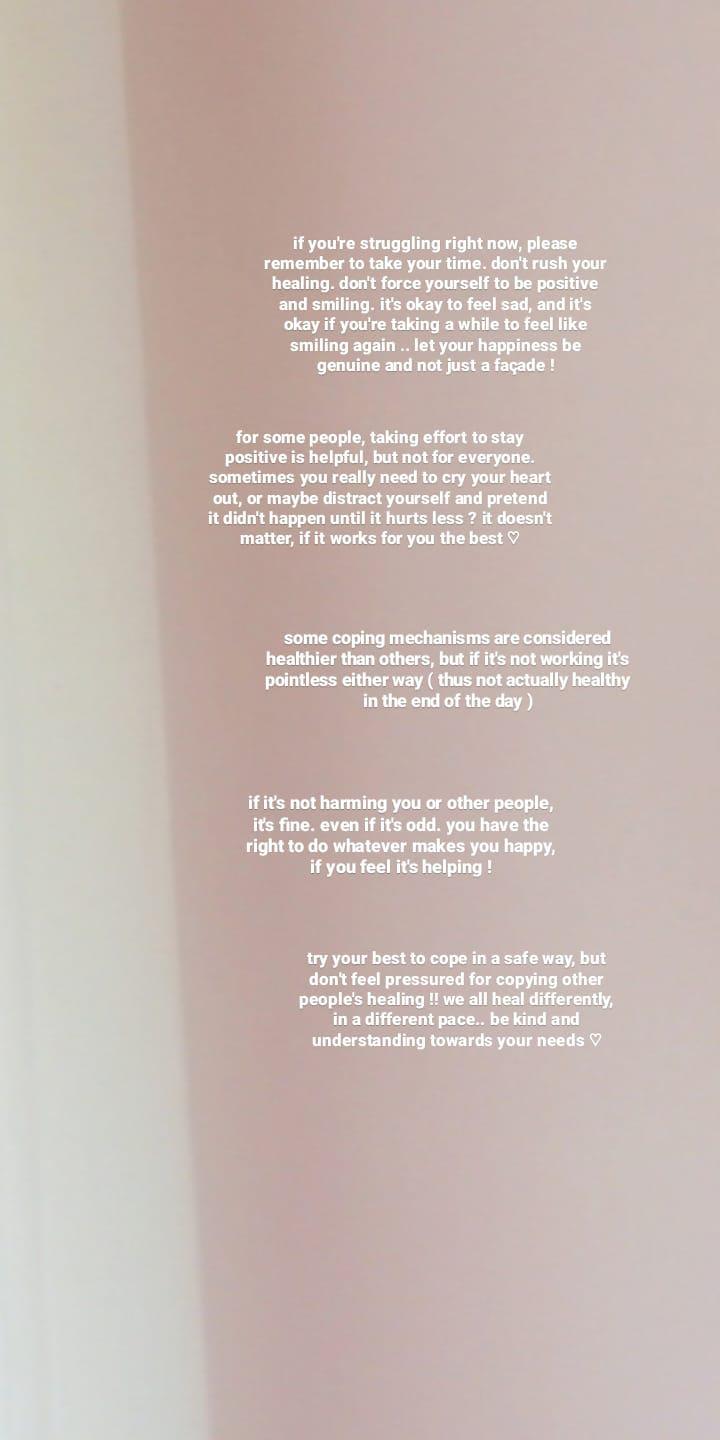 if you're struggling right now, please
remember to take your time. don't rush your
healing. don't force yourself to be positive
and smiling. it's okay to feel sad, and it's
okay if you're taking a while to feel like
smiling again .. let your happiness be
genuine and not just a façade !
for some people, taking effort to stay
positive is helpful, but not for everyone.
sometimes you really need to cry your heart
out, or maybe distract yourself and pretend
it didn't happen until it hurts less ? it doesn't
matter, if it works for you the best ♡
some coping mechanisms are considered
healthier than others, but if it's not working it's
pointless either way ( thus not actually healthy
in the end of the day )
if it's not harming you or other people,
it's fine. even if it's odd. you have the
right to do whatever makes you happy,
if you feel it's helping !
try your best to cope in a safe way, but
don't feel pressured for copying other
people's healing !! we all heal differently,
in a different pace.. be kind and
understanding towards your needs ♡